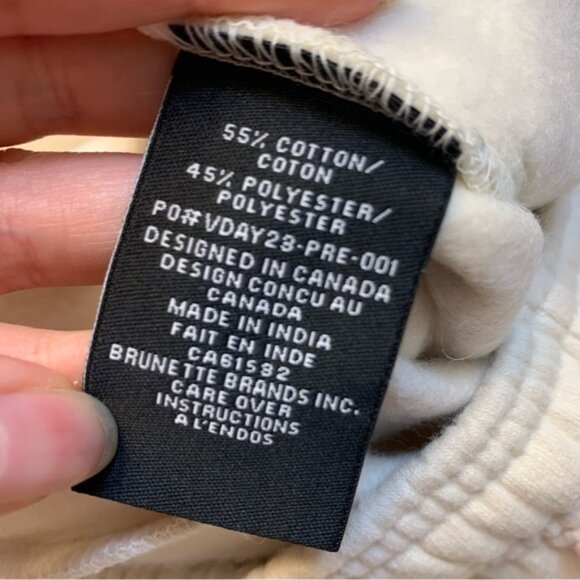 55% COTTON/
COTON
45% POLYESTER/
POLYESTER
PO# VDAY23-PRE-001
DESIGNED IN CANADA
DESIGN CONCU AU
CANADA
MADE IN INDIA
FAIT EN INDE
CA61592
BRUNETTE BRANDS INC.
CARE OVER
INSTRUCTIONS
A L'ENDOS